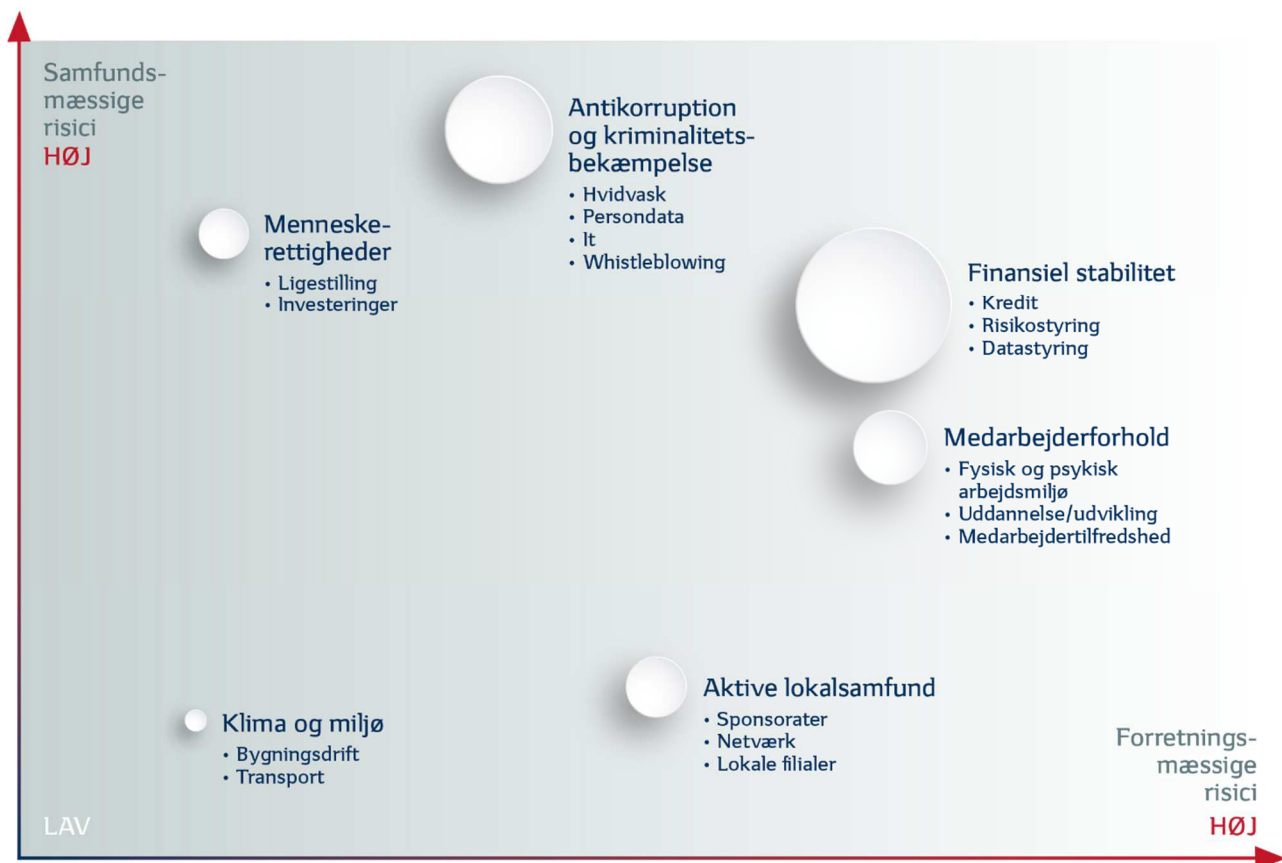 Samfunds-
mæssige
risici
HØJ
Antikorruption
og kriminalitets-
bekæmpelse
• Hvidvask
• Persondata
• It
• Whistleblowing
Menneske-
rettigheder
• Ligestilling
• Investeringer
Finansiel stabilitet
• Kredit
• Risikostyring
• Datastyring
Medarbejderforhold
• Fysisk og psykisk
arbejdsmiljø
• Uddannelse/udvikling
• Medarbejdertilfredshed
Aktive lokalsamfund
• Sponsorater
• Netværk
• Lokale filialer
Klima og miljø
• Bygningsdrift
• Transport
Forretnings-
mæssige
risici
HØJ
LAV